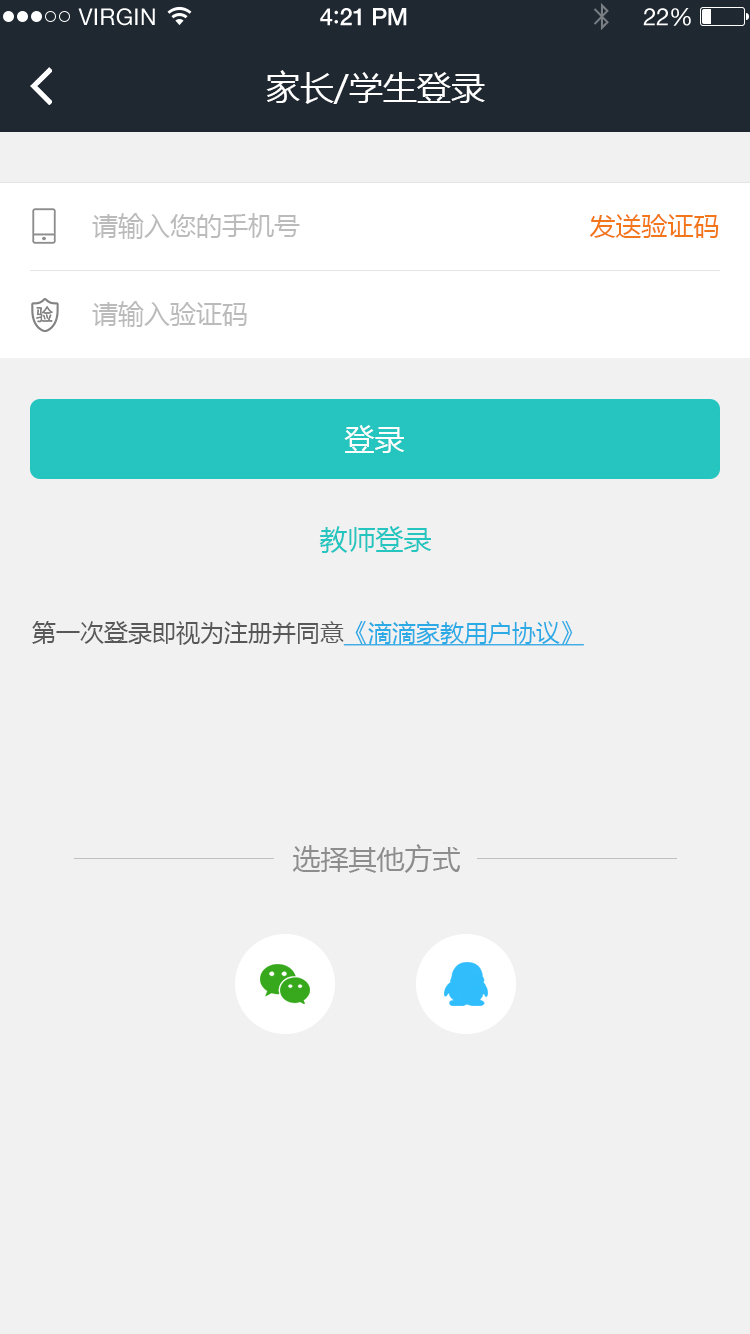 VIRGIN 4:21 PM 22%
家长/学生登录
请输入您的手机号 发送验证码
验 请输入验证码
登录
教师登录
第一次登录即视为注册并同意《滴滴家教用户协议》
选择其他方式